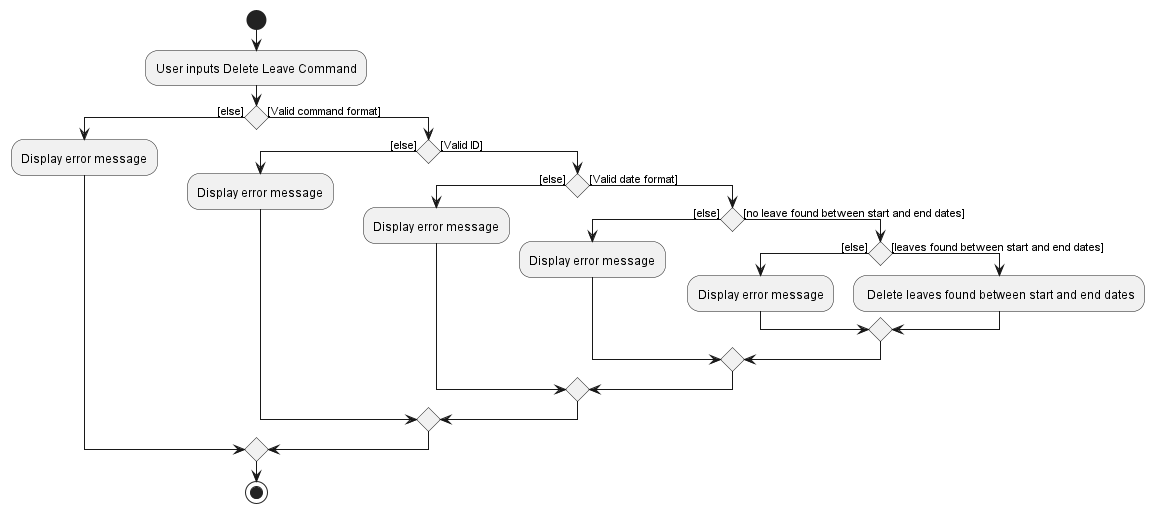 User inputs Delete Leave Command
[else]
[Valid command format]
Display error message
[else]
[Valid ID]
Display error message
[else]
[Valid date format]
Display error message
[else]
[no leave found between start and end dates]
Display error message
[else]
[leaves found between start and end dates]
Display error message
Delete leaves found between start and end dates